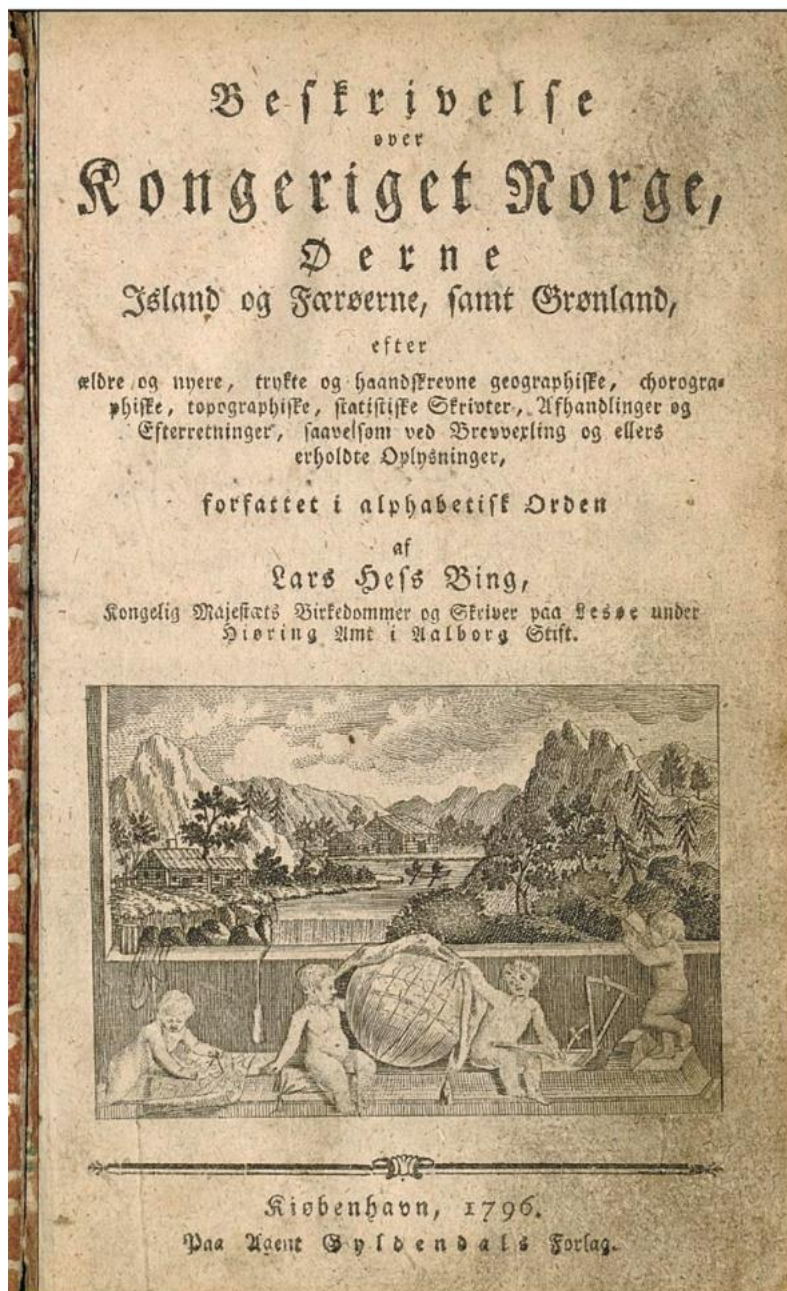 Beskrivelse
over
Kongeriget Norge,
Øerne
Island og Færøerne, samt Grønland,
efter
ældre og nyere, trykte og haandskrevne geographiske, chorogra-
phiske, topographiske, statistiske Skrivter, Afhandlinger og
Efterretninger, saavelsom ved Brevvexling og ellers
erholdte Oplysninger,
forfattet i alphabetisk Orden
af
Lars Hess Bing,
Kongelig Majestæts Birkedommer og Skriver paa Lesøe under
Hiøring Amt i Aalborg Stift.
Kiøbenhavn, 1796.
Paa Agent Gyldendals Forlag.